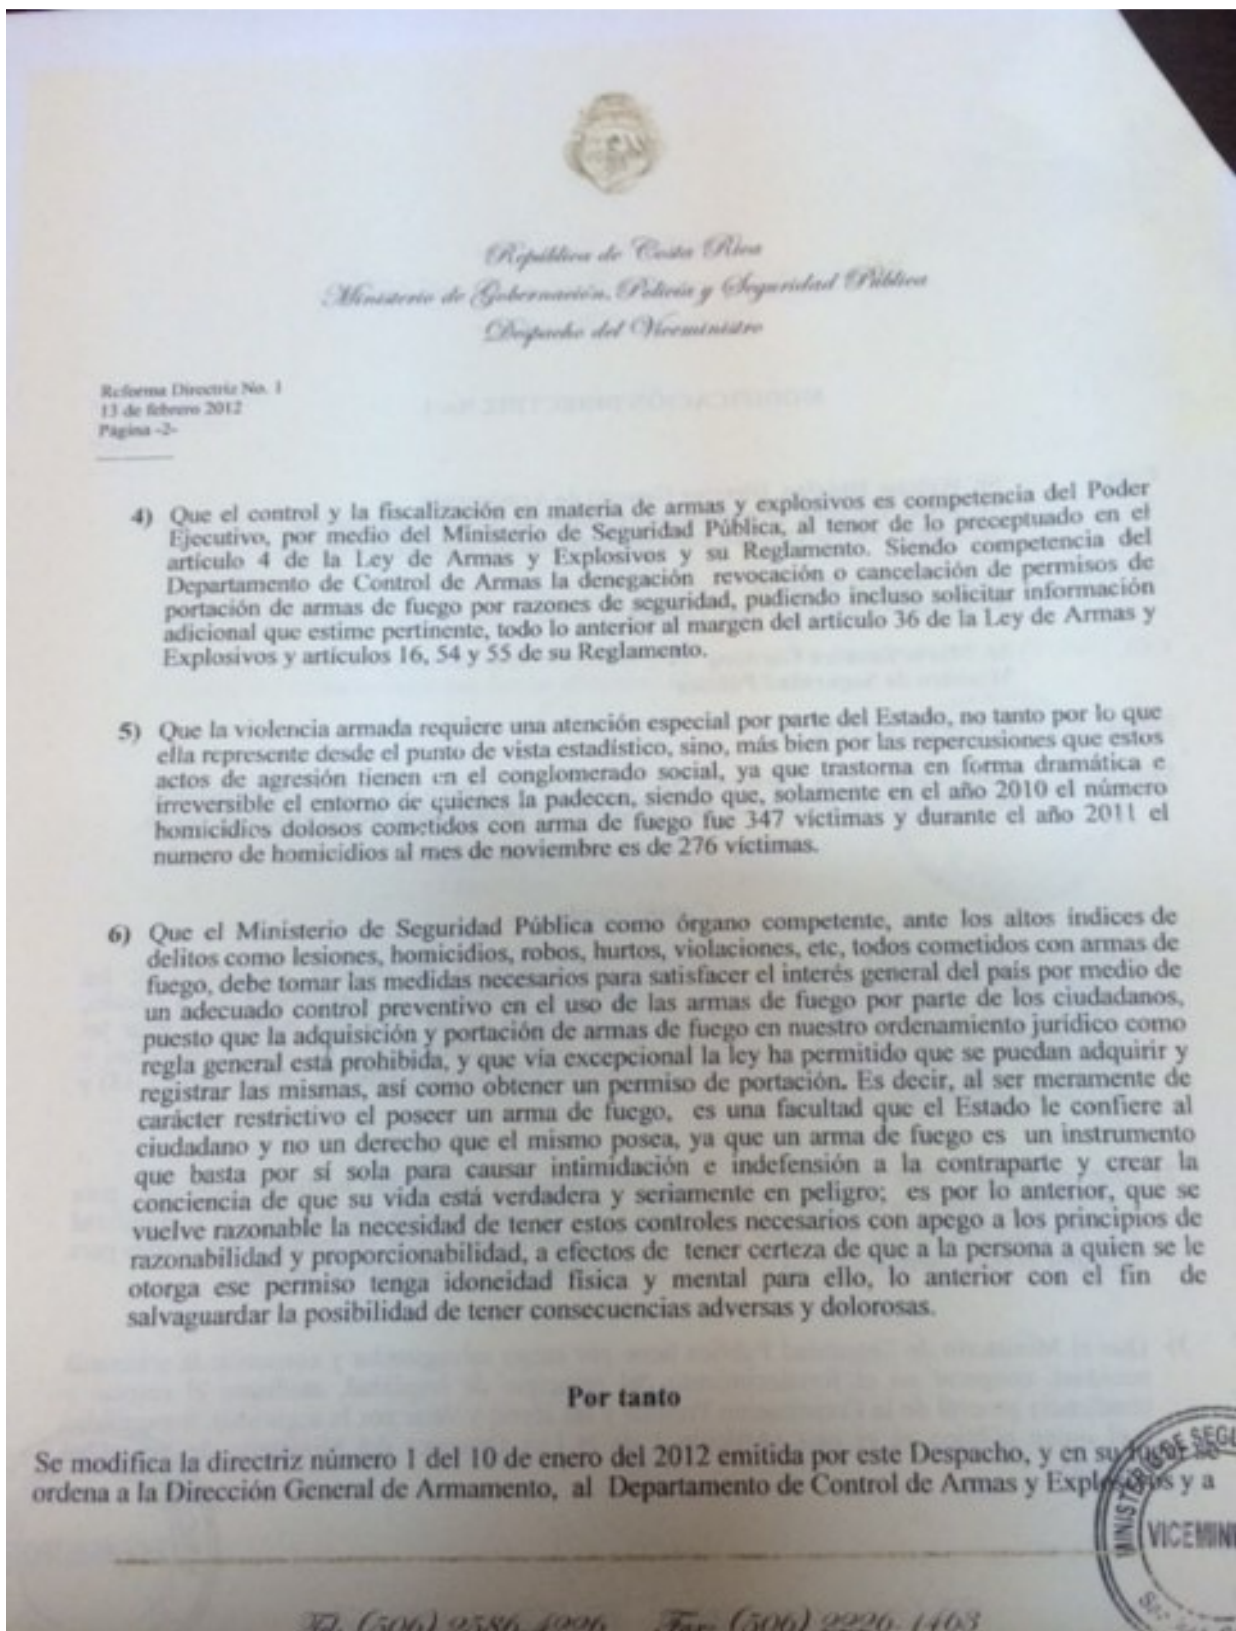 República de Costa Rica
Ministerio de Gobernación, Policía y Seguridad Pública
Despacho del Viceministro
Reforma Directriz No. 1
13 de febrero 2012
Página -2-
4) Que el control y la fiscalización en materia de armas y explosivos es competencia del Poder
Ejecutivo, por medio del Ministerio de Seguridad Pública, al tenor de lo preceptuado en el
artículo 4 de la Ley de Armas y Explosivos y su Reglamento. Siendo competencia del
Departamento de Control de Armas la denegación revocación o cancelación de permisos de
portación de armas de fuego por razones de seguridad, pudiendo incluso solicitar información
adicional que estime pertinente, todo lo anterior al margen del artículo 36 de la Ley de Armas y
Explosivos y artículos 16, 54 y 55 de su Reglamento.
5) Que la violencia armada requiere una atención especial por parte del Estado, no tanto por lo que
ella represente desde el punto de vista estadístico, sino, más bien por las repercusiones que estos
actos de agresión tienen en el conglomerado social, ya que trastorna en forma dramática e
irreversible el entorno de quienes la padecen, siendo que, solamente en el año 2010 el número
homicidios dolosos cometidos con arma de fuego fue 347 víctimas y durante el año 2011 el
numero de homicidios al mes de noviembre es de 276 víctimas.
6) Que el Ministerio de Seguridad Pública como órgano competente, ante los altos índices de
delitos como lesiones, homicidios, robos, hurtos, violaciones, etc, todos cometidos con armas de
fuego, debe tomar las medidas necesarios para satisfacer el interés general del país por medio de
un adecuado control preventivo en el uso de las armas de fuego por parte de los ciudadanos,
puesto que la adquisición y portación de armas de fuego en nuestro ordenamiento jurídico como
regla general está prohibida, y que vía excepcional la ley ha permitido que se puedan adquirir y
registrar las mismas, así como obtener un permiso de portación. Es decir, al ser meramente de
carácter restrictivo el poseer un arma de fuego, es una facultad que el Estado le confiere al
ciudadano y no un derecho que el mismo posea, ya que un arma de fuego es un instrumento
que basta por sí sola para causar intimidación e indefensión a la contraparte y crear la
conciencia de que su vida está verdadera y seriamente en peligro; es por lo anterior, que se
vuelve razonable la necesidad de tener estos controles necesarios con apego a los principios de
razonabilidad y proporcionabilidad, a efectos de tener certeza de que a la persona a quien se le
otorga ese permiso tenga idoneidad física y mental para ello, lo anterior con el fin de
salvaguardar la posibilidad de tener consecuencias adversas y dolorosas.
Por tanto
Se modifica la directriz número 1 del 10 de enero del 2012 emitida por este Despacho, y en su lugar se
ordena a la Dirección General de Armamento, al Departamento de Control de Armas y Explosivos y a
MINISTERIO DE SEGU
VICEMINI
Tel. (506) 2586-4226 Fax (506) 2226-1463